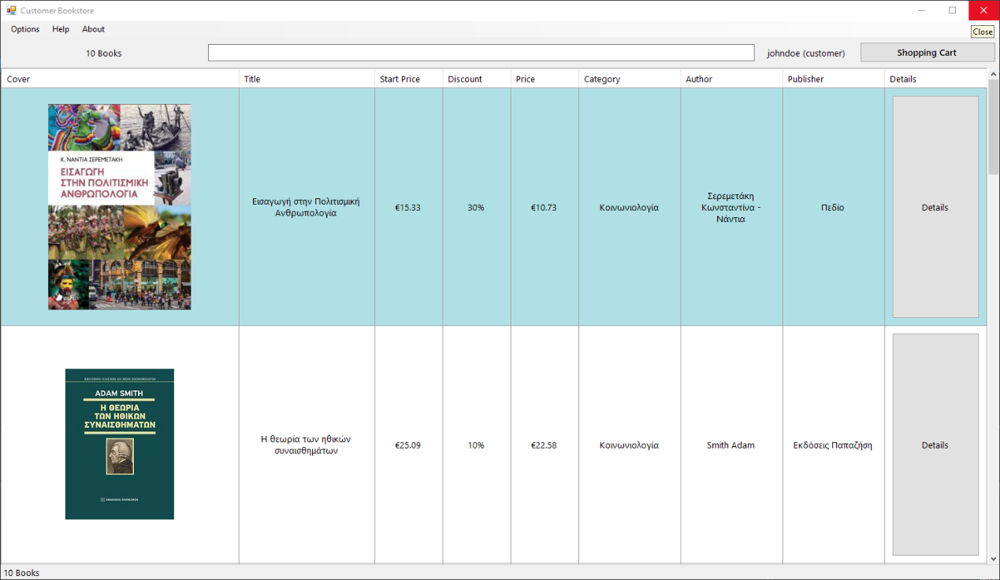 Customer Bookstore
Options Help About
Close
10 Books johndoe (customer) Shopping Cart
Cover Title Start Price Discount Price Category Author Publisher Details
Κ. ΝΑΝΤΙΑ ΣΕΡΕΜΕΤΑΚΗ
ΕΙΣΑΓΩΓΗ
ΣΤΗΝ ΠΟΛΙΤΙΣΜΙΚΗ
ΑΝΘΡΩΠΟΛΟΓΙΑ
Εισαγωγή στην Πολιτισμική
Ανθρωπολογία
€15.33
30%
€10.73
Κοινωνιολογία
Σερεμετάκη
Κωνσταντίνα -
Νάντια
Πεδίο
Details
ADAM SMITH
Η ΘΕΩΡΙΑ
ΤΩΝ ΗΘΙΚΩΝ
ΣΥΝΑΙΣΘΗΜΑΤΩΝ
ΕΚΔΟΣΕΙΣ ΠΑΠΑΖΗΣΗ
Η θεωρία των ηθικών
συναισθημάτων
€25.09
10%
€22.58
Κοινωνιολογία
Smith Adam
Εκδόσεις Παπαζήση
Details
10 Books